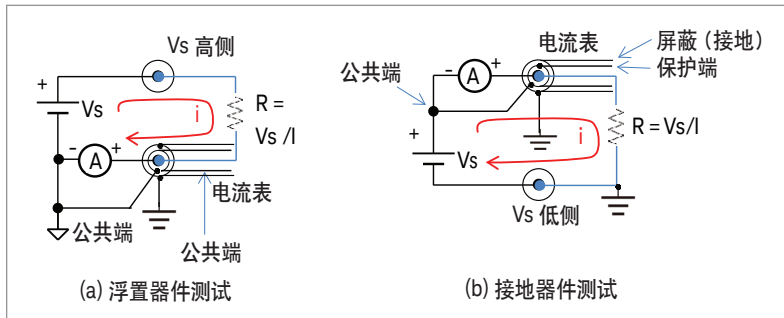 Vs 高侧
+
Vs
i
R =
Vs /I
-
A
+
电流表
公共端
公共端
(a) 浮置器件测试
电流表
屏蔽（接地）
保护端
公共端
-
A
+
+
Vs
i
R = Vs/I
Vs 低侧
(b) 接地器件测试